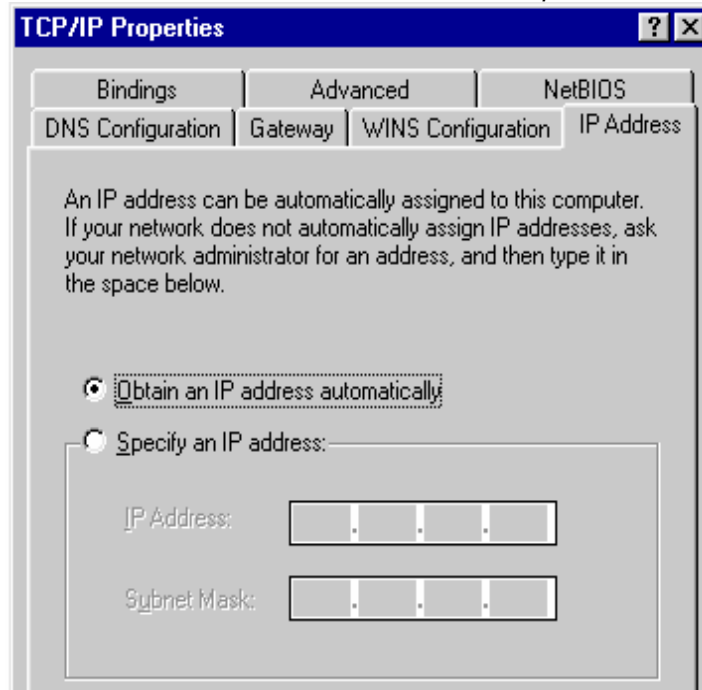 TCP/IP Properties
Bindings Advanced NetBIOS
DNS Configuration Gateway WINS Configuration IP Address
An IP address can be automatically assigned to this computer.
If your network does not automatically assign IP addresses, ask
your network administrator for an address, and then type it in
the space below.
Obtain an IP address automatically
Specify an IP address:
IP Address:
. . .
Subnet Mask:
. . .